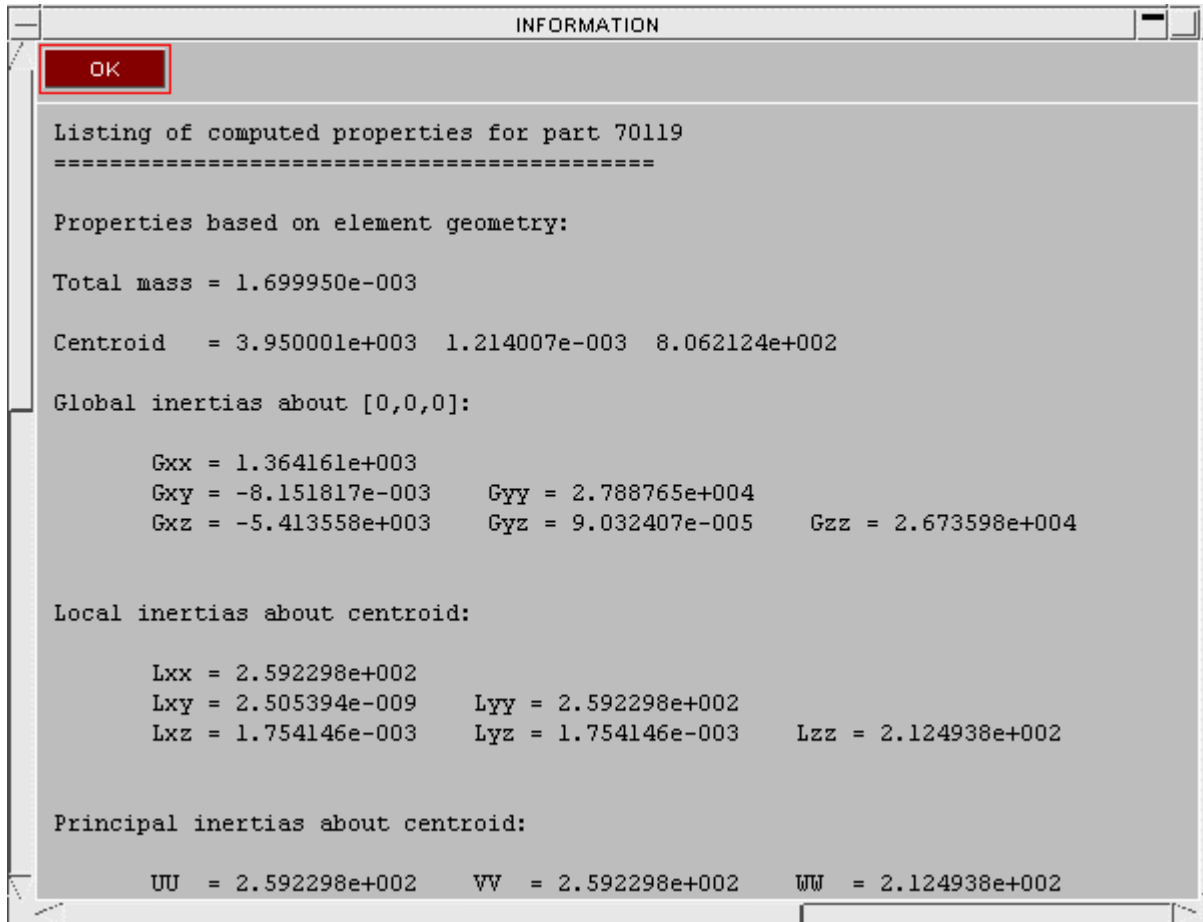 INFORMATION
OK
Listing of computed properties for part 70119
===========================================
Properties based on element geometry:
Total mass = 1.699950e-003
Centroid   = 3.950001e+003  1.214007e-003  8.062124e+002
Global inertias about [0,0,0]:
Gxx = 1.364161e+003
Gxy = -8.151817e-003    Gyy = 2.788765e+004
Gxz = -5.413558e+003    Gyz = 9.032407e-005    Gzz = 2.673598e+004
Local inertias about centroid:
Lxx = 2.592298e+002
Lxy = 2.505394e-009    Lyy = 2.592298e+002
Lxz = 1.754146e-003    Lyz = 1.754146e-003    Lzz = 2.124938e+002
Principal inertias about centroid:
UU  = 2.592298e+002    VV  = 2.592298e+002    WW  = 2.124938e+002